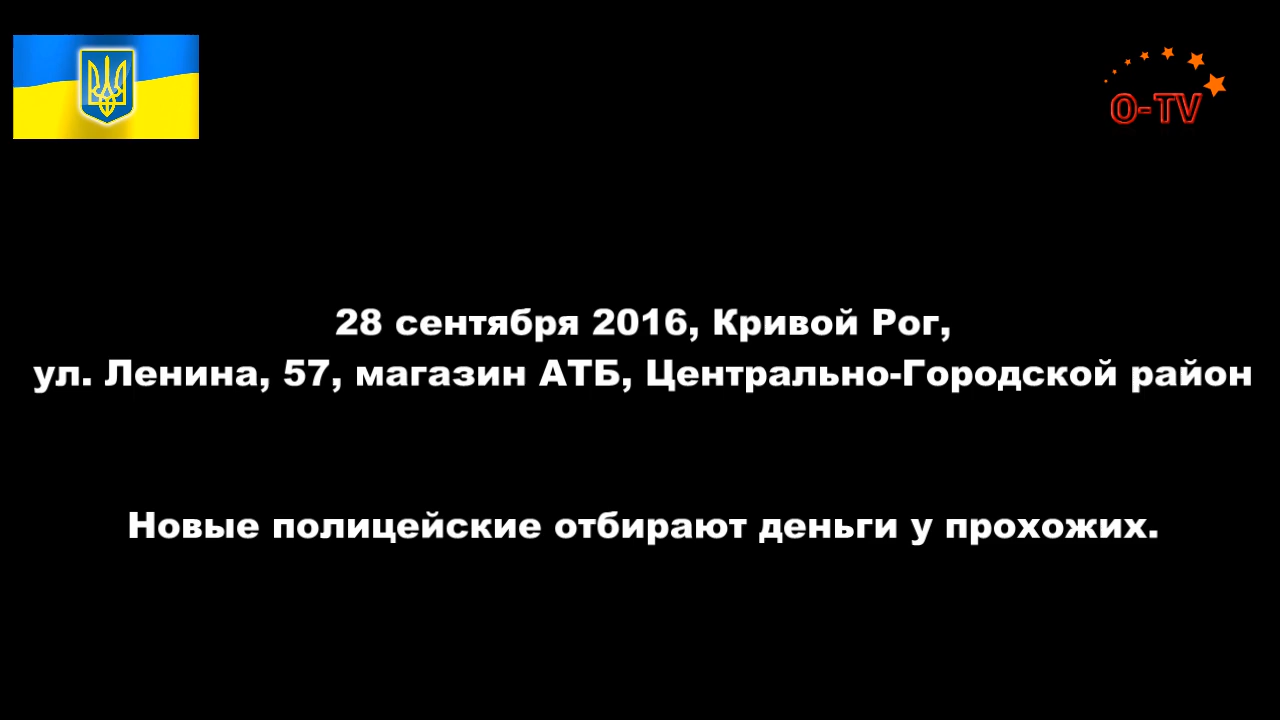 O-TV
28 сентября 2016, Кривой Рог,
ул. Ленина, 57, магазин АТБ, Центрально-Городской район
Новые полицейские отбирают деньги у прохожих.